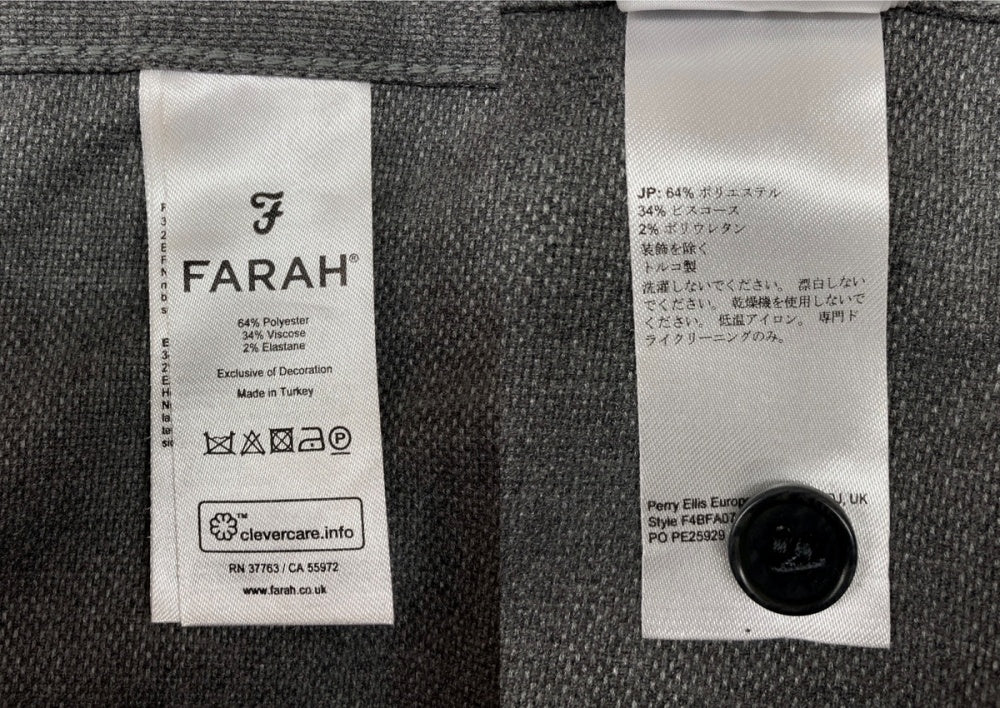 FARAH®
64% Polyester
34% Viscose
2% Elastane
Exclusive of Decoration
Made in Turkey
P
™
clevercare.info
RN 37763 / CA 55972
www.farah.co.uk
JP: 64% ポリエステル
34% ビスコース
2% ポリウレタン
装飾を除く
トルコ製
洗濯しないでください。 漂白しない
でください。 乾燥機を使用しないで
ください。 低温アイロン。 専門ド
ライクリーニングのみ。
Perry Ellis UK
Style
PO PE25929